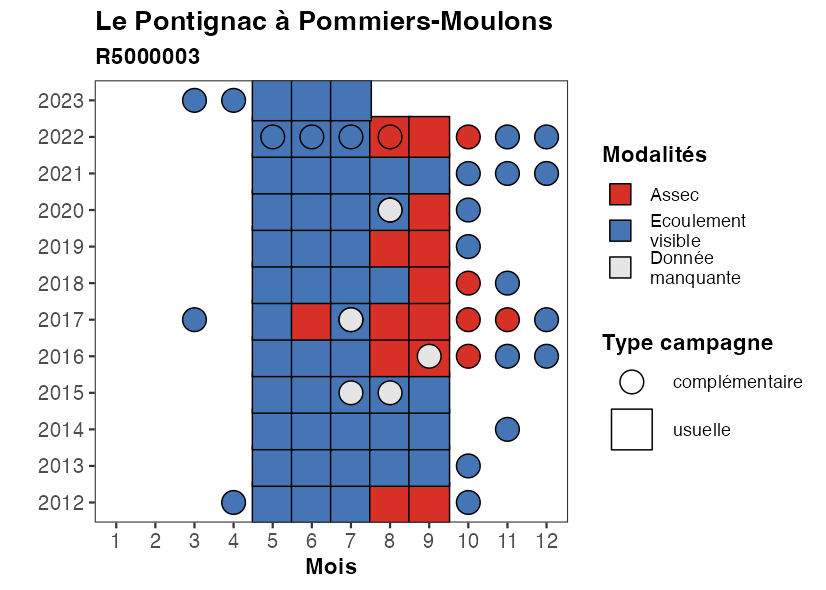 Le Pontignac à Pommiers-Moulons
R5000003
2023
2022
2021
2020
2019
2018
2017
2016
2015
2014
2013
2012
1 2 3 4 5 6 7 8 9 10 11 12
Mois
Modalités
Assec
Ecoulement
visible
Donnée
manquante
Type campagne
complémentaire
usuelle